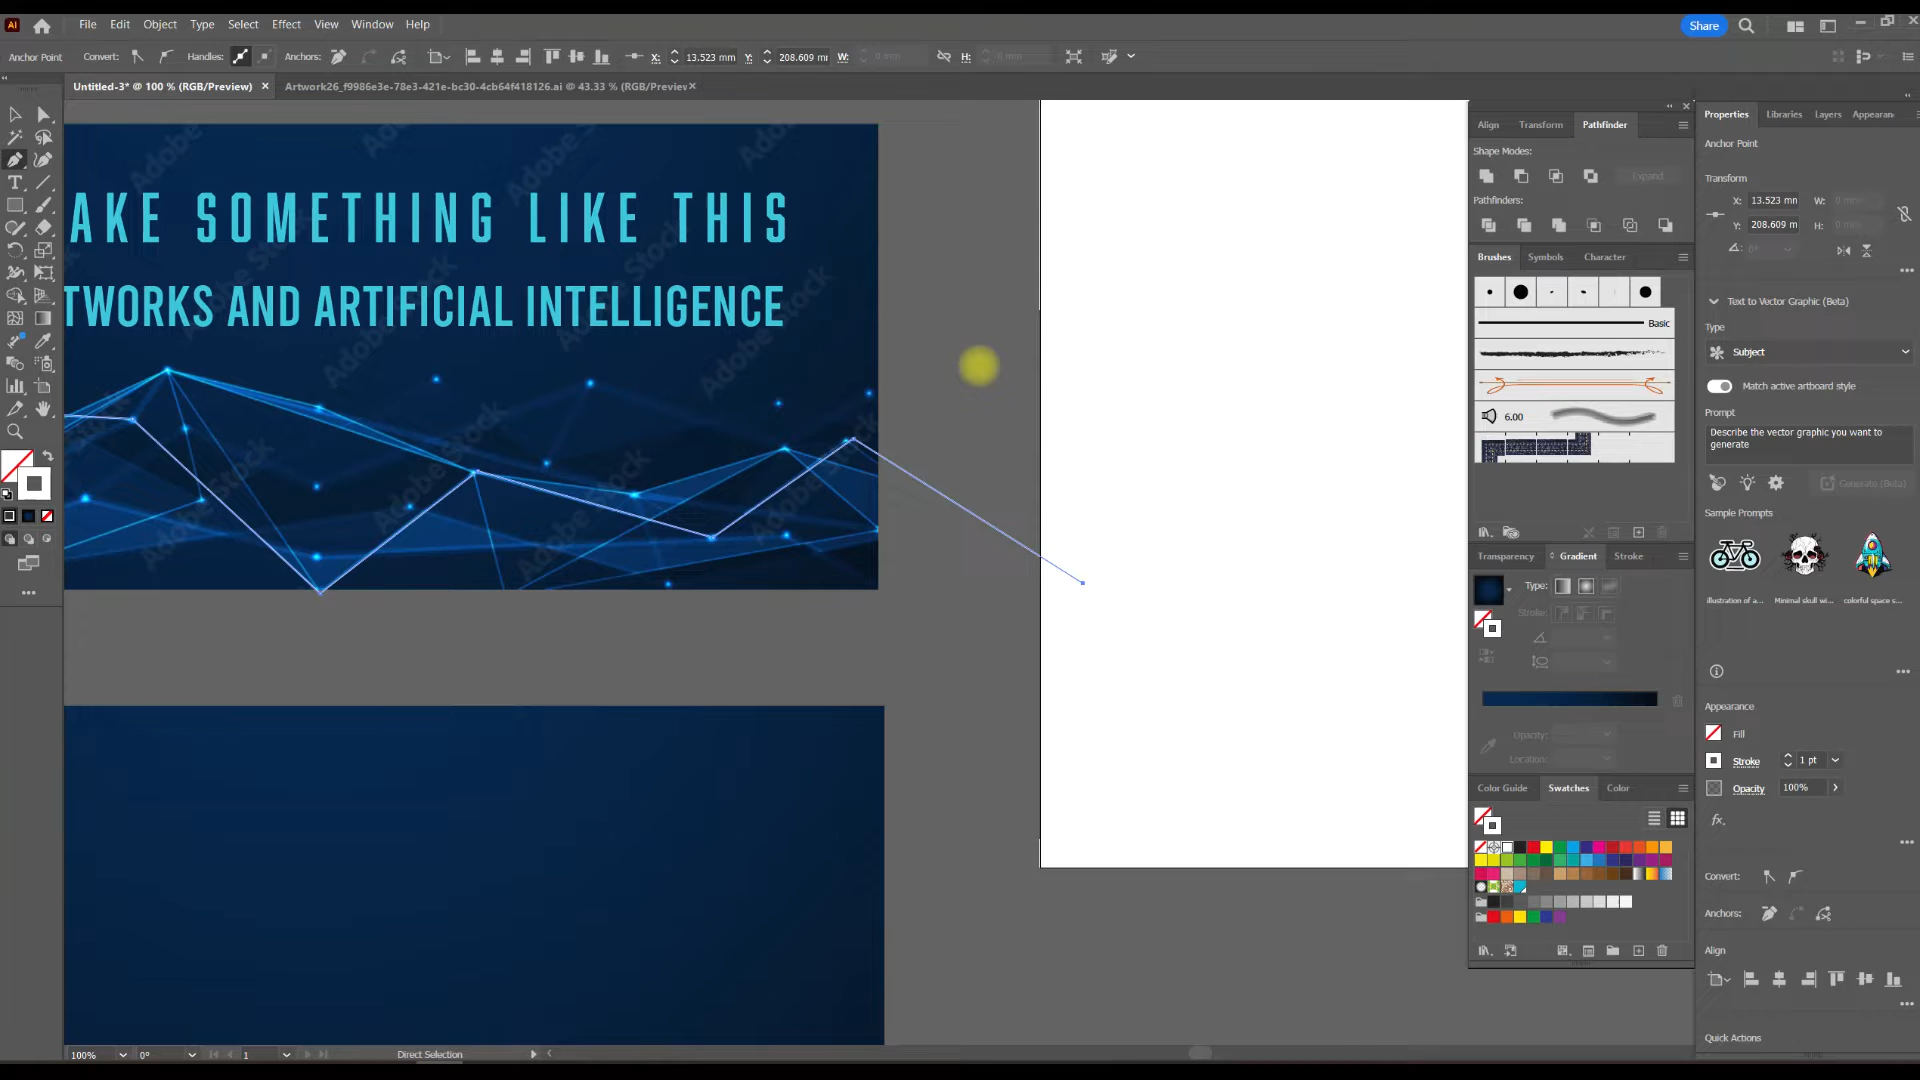 Ai File Edit Object Type Select Effect View Window Help Share
Anchor Point Convert: Handles: Anchors: X: 13.523 mm Y: 208.609 mm W: 0 mm H: 0 mm
Untitled-3* @ 100 % (RGB/Preview) × Artwork26_f9986e3e-78e3-421e-bc30-4cb64f418126.ai @ 43.33 % (RGB/Preview ×
AKE SOMETHING LIKE THIS
TWORKS AND ARTIFICIAL INTELLIGENCE
Adobe Stock
Align Transform Pathfinder
Shape Modes:
Expand
Pathfinders:
Brushes Symbols Character
Basic
6.00
Transparency Gradient Stroke
Type:
Stroke:
Opacity:
Location:
Color Guide Swatches Color
Properties Libraries Layers Appearan
Anchor Point
Transform
X: 13.523 mm W: 0 mm
Y: 208.609 m H: 0 mm
0°
Text to Vector Graphic (Beta)
Type
Subject
Match active artboard style
Prompt
Describe the vector graphic you want to
generate
Generate (Beta)
Sample Prompts
illustration of a... Minimal skull wi... colorful space s...
Appearance
Fill
Stroke 1 pt
Opacity 100%
fx.
Convert:
Anchors:
Align
Quick Actions
100% 0° 1 Direct Selection